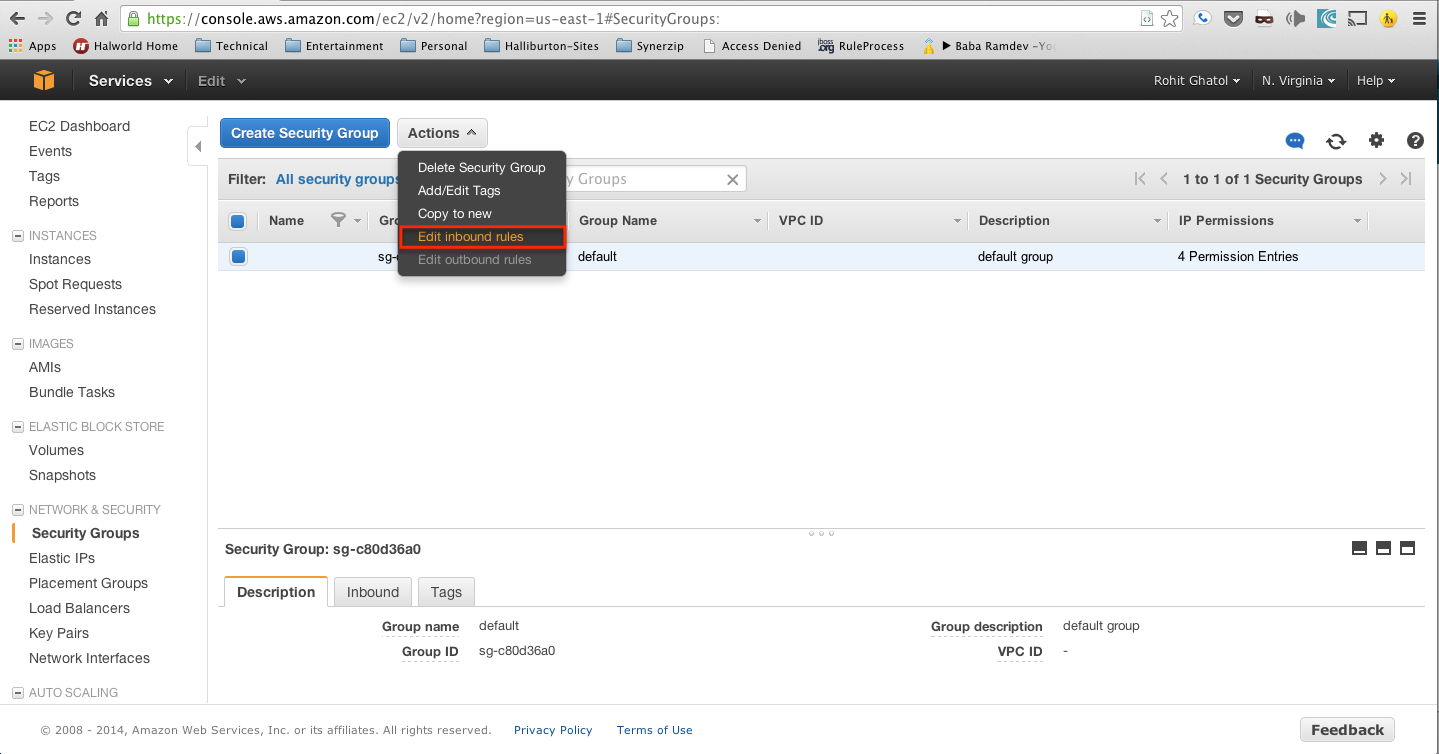 https://console.aws.amazon.com/ec2/v2/home?region=us-east-1#SecurityGroups:
Apps Halworld Home Technical Entertainment Personal Halliburton-Sites Synerzip Access Denied jboss.org RuleProcess ▶ Baba Ramdev -Yo
Services Edit Rohit Ghatol N. Virginia Help
EC2 Dashboard
Events
Tags
Reports
INSTANCES
Instances
Spot Requests
Reserved Instances
IMAGES
AMIs
Bundle Tasks
ELASTIC BLOCK STORE
Volumes
Snapshots
NETWORK & SECURITY
Security Groups
Elastic IPs
Placement Groups
Load Balancers
Key Pairs
Network Interfaces
AUTO SCALING
Create Security Group Actions
Delete Security Group
Add/Edit Tags
Copy to new
Edit inbound rules
Edit outbound rules
Filter: All security groups y Groups 1 to 1 of 1 Security Groups
Name Gro Group Name VPC ID Description IP Permissions
sg- default default group 4 Permission Entries
Security Group: sg-c80d36a0
Description Inbound Tags
Group name default Group description default group
Group ID sg-c80d36a0 VPC ID -
© 2008 - 2014, Amazon Web Services, Inc. or its affiliates. All rights reserved. Privacy Policy Terms of Use Feedback